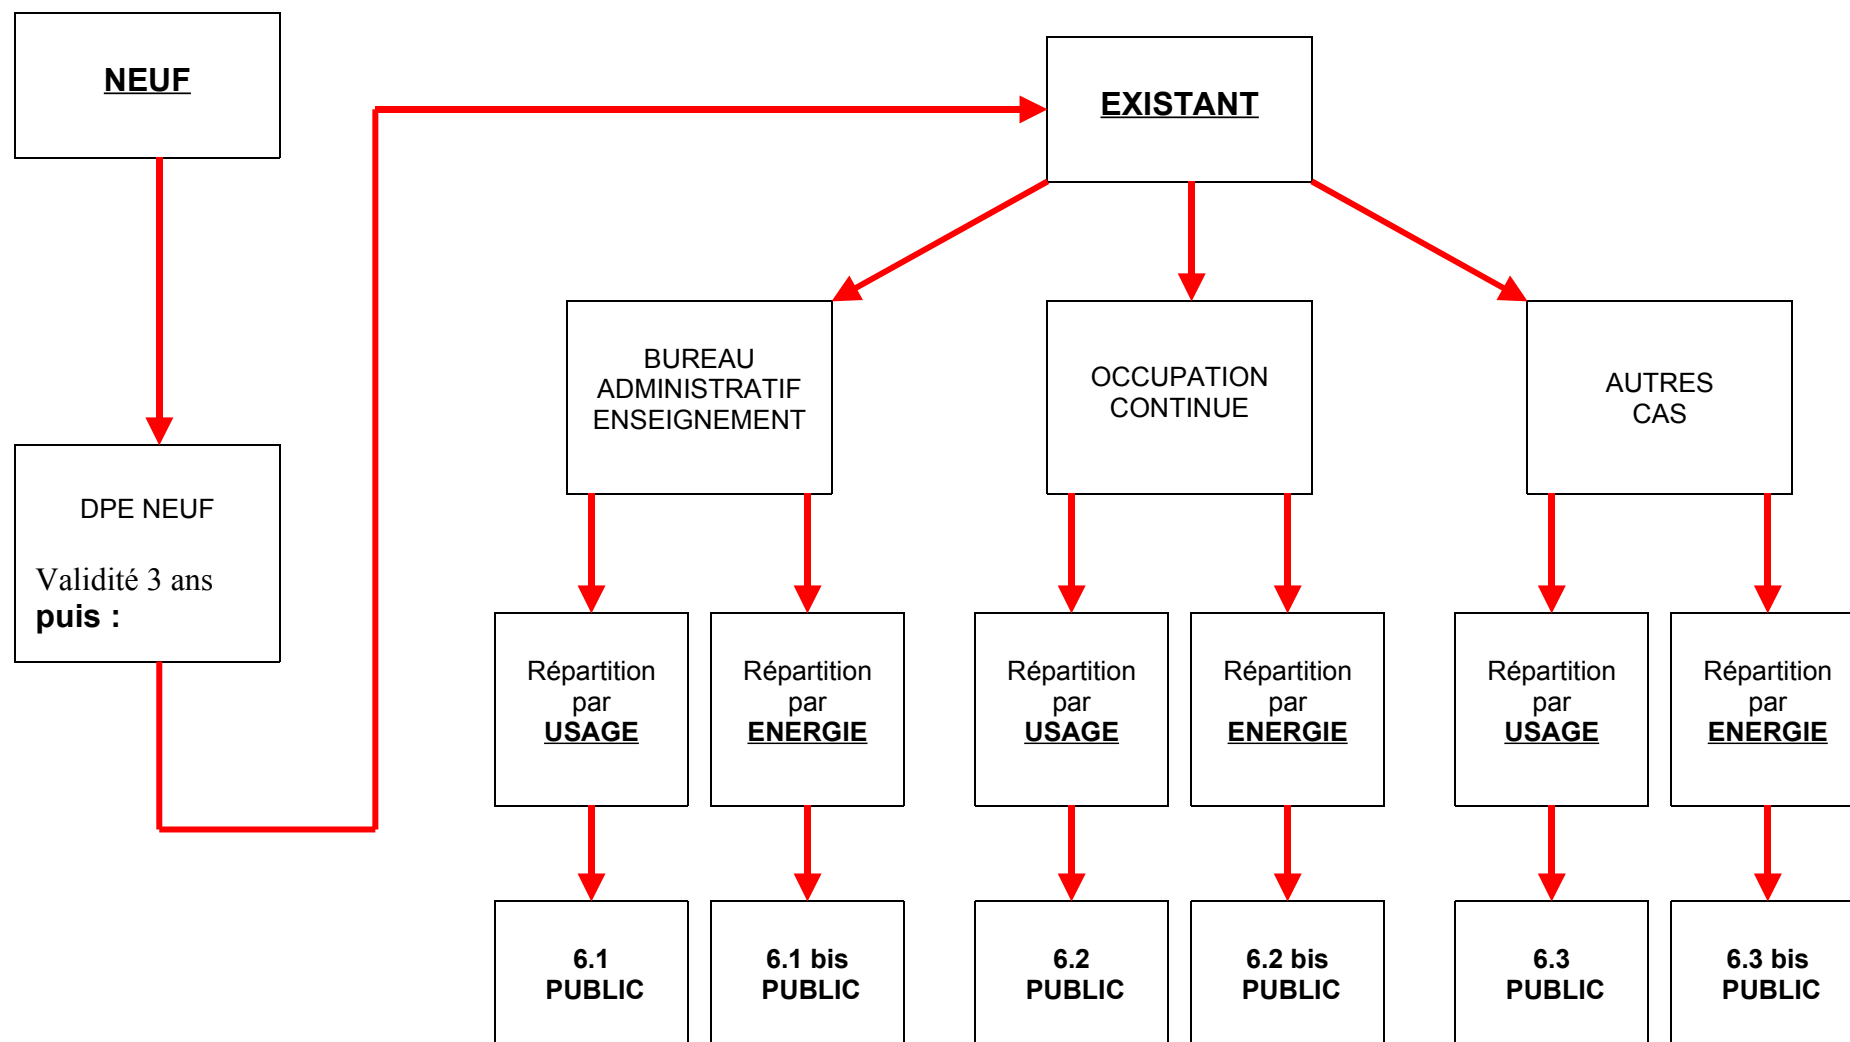 NEUF
EXISTANT
BUREAU
ADMINISTRATIF
ENSEIGNEMENT
OCCUPATION
CONTINUE
AUTRES
CAS
DPE NEUF
Validité 3 ans
puis :
Répartition
par
USAGE
Répartition
par
ENERGIE
Répartition
par
USAGE
Répartition
par
ENERGIE
Répartition
par
USAGE
Répartition
par
ENERGIE
6.1
PUBLIC
6.1 bis
PUBLIC
6.2
PUBLIC
6.2 bis
PUBLIC
6.3
PUBLIC
6.3 bis
PUBLIC